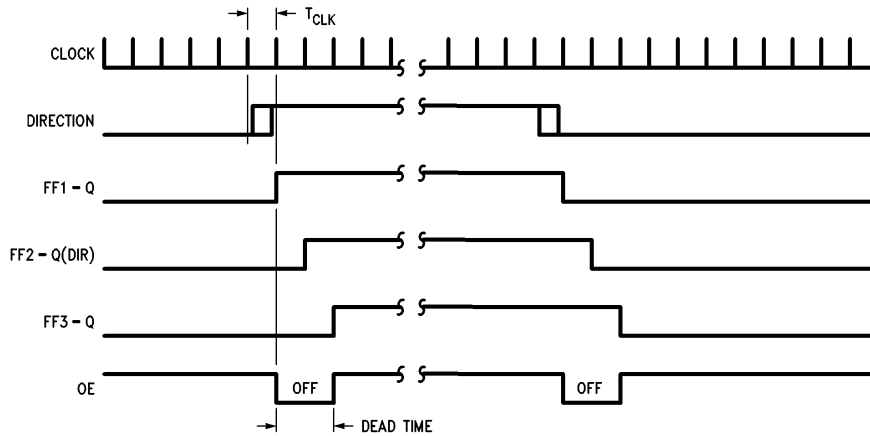 T_CLK
CLOCK
DIRECTION
FF1 - Q
FF2 - Q(DIR)
FF3 - Q
OE
OFF
OFF
DEAD TIME